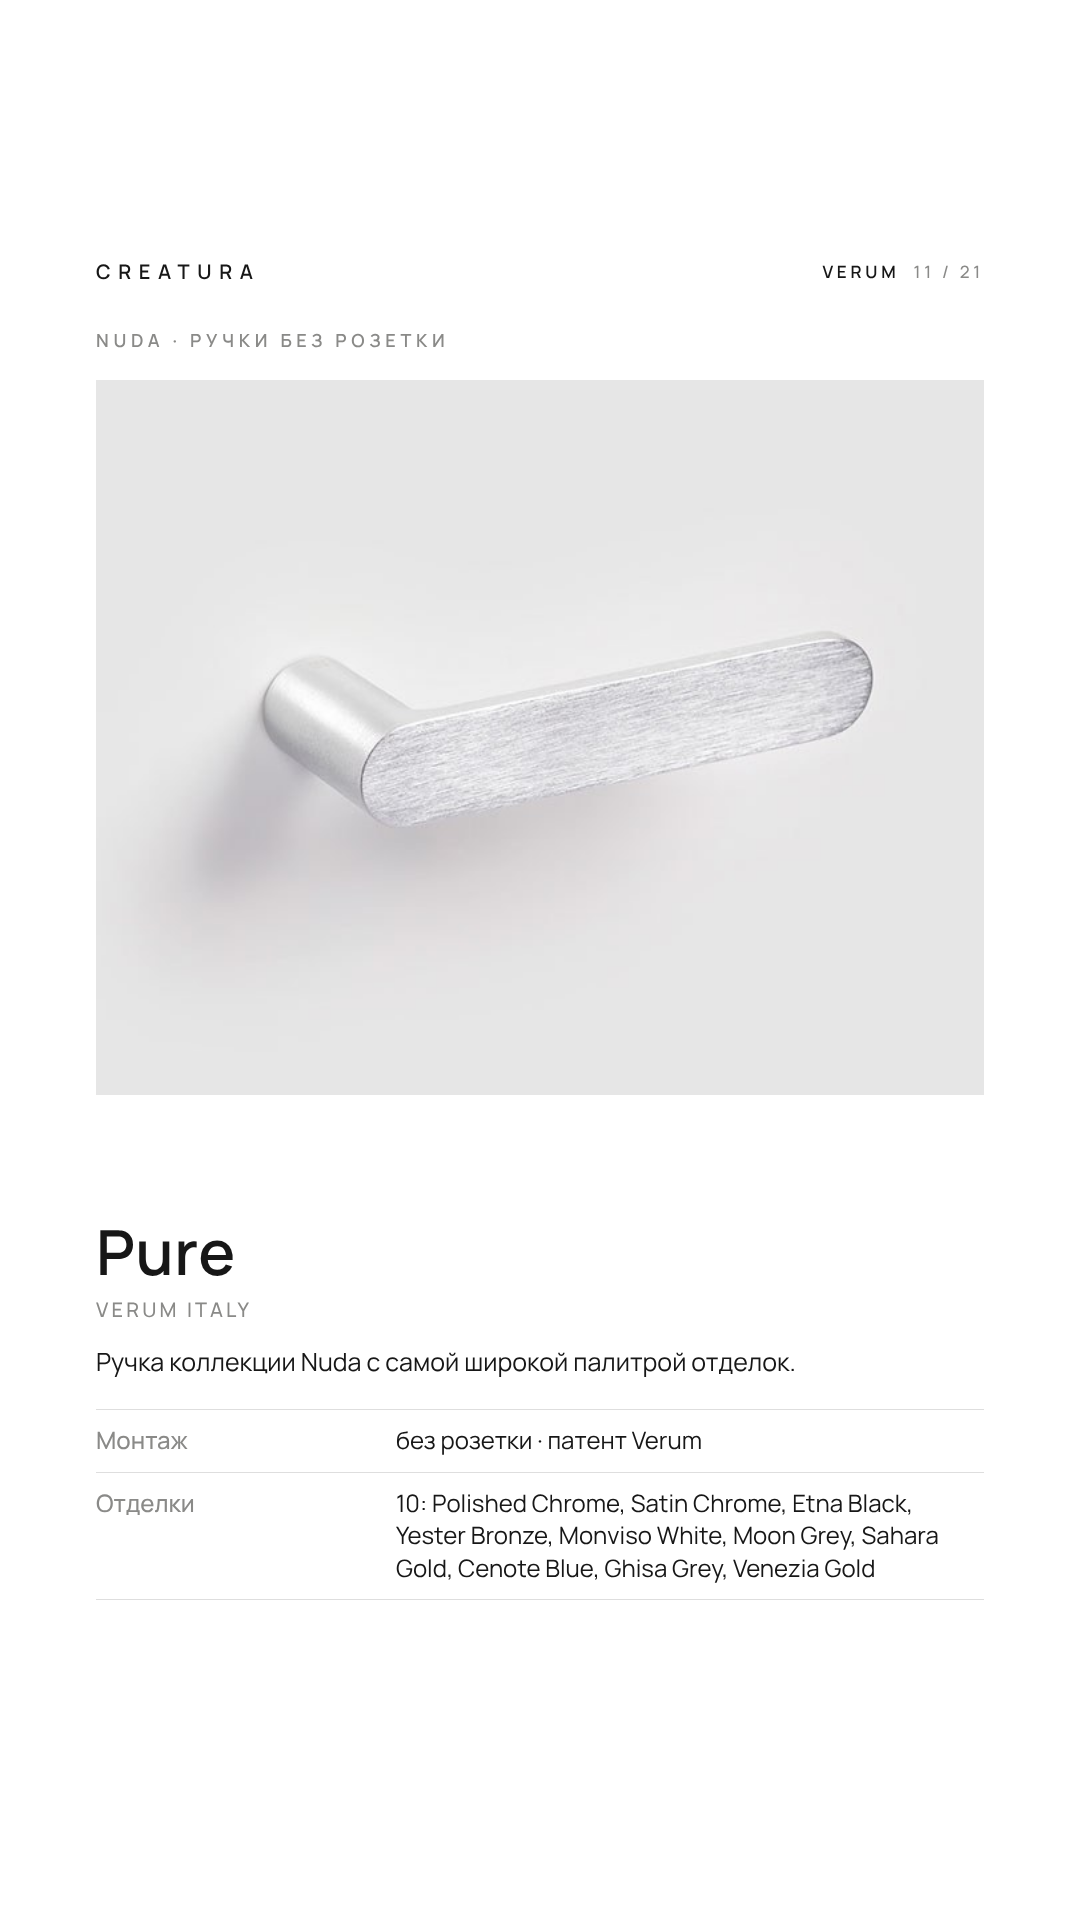 CREATURA
VERUM 11 / 21
NUDA · РУЧКИ БЕЗ РОЗЕТКИ
Pure
VERUM ITALY
Ручка коллекции Nuda с самой широкой палитрой отделок.
Монтаж
без розетки · патент Verum
Отделки
10: Polished Chrome, Satin Chrome, Etna Black,
Yester Bronze, Monviso White, Moon Grey, Sahara
Gold, Cenote Blue, Ghisa Grey, Venezia Gold